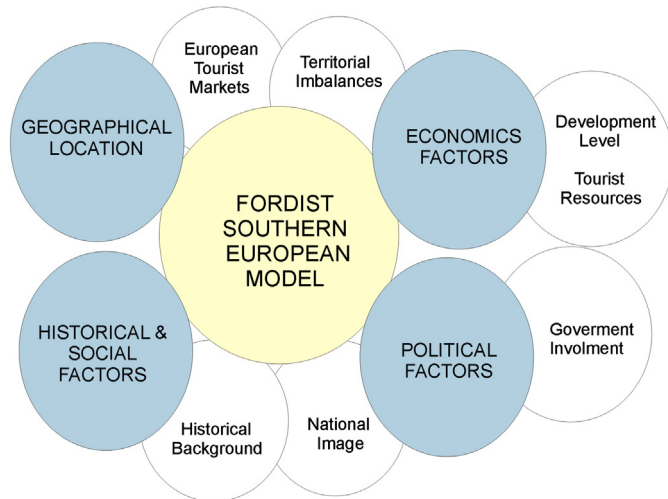 European
Tourist
Markets
Territorial
Imbalances
GEOGRAPHICAL
LOCATION
ECONOMICS
FACTORS
Development
Level
Tourist
Resources
FORDIST
SOUTHERN
EUROPEAN
MODEL
HISTORICAL &
SOCIAL
FACTORS
POLITICAL
FACTORS
Goverment
Involment
Historical
Background
National
Image